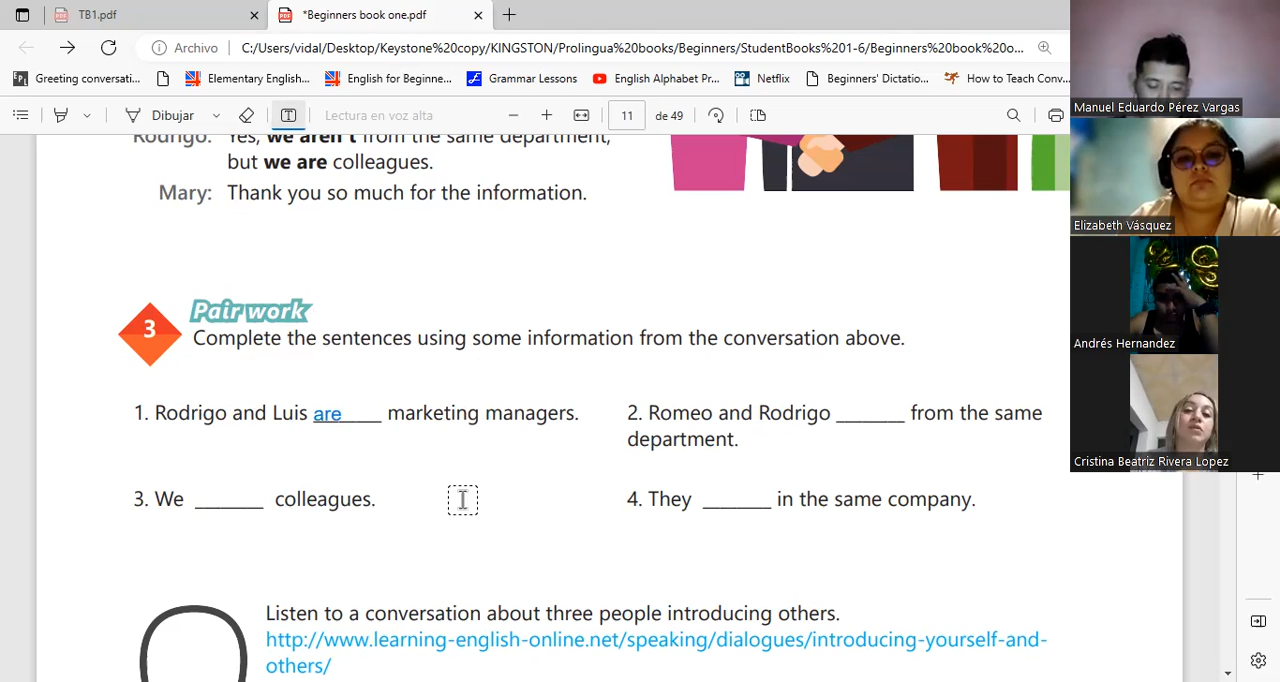 TB1.pdf
*Beginners book one.pdf
Archivo C:/Users/vidal/Desktop/Keystone%20copy/KINGSTON/Prolingua%20books/Beginners/StudentBooks%201-6/Beginners%20book%20o...
Greeting conversati... Elementary English... English for Beginne... Grammar Lessons English Alphabet Pr... Netflix Beginners' Dictatio... How to Teach Conv...
Dibujar Lectura en voz alta 11 de 49
Rodrigo: Yes, we aren't from the same department,
but we are colleagues.
Mary: Thank you so much for the information.
3 Pair work
Complete the sentences using some information from the conversation above.
1. Rodrigo and Luis are____ marketing managers.
2. Romeo and Rodrigo _______ from the same
department.
3. We _______ colleagues.
4. They _______ in the same company.
Listen to a conversation about three people introducing others.
http://www.learning-english-online.net/speaking/dialogues/introducing-yourself-and-
others/
Manuel Eduardo Pérez Vargas
Elizabeth Vásquez
Andrés Hernandez
Cristina Beatriz Rivera Lopez